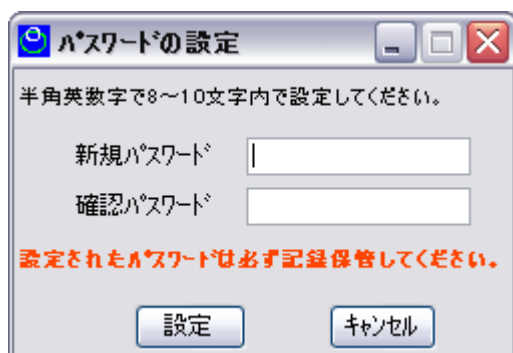 パスワードの設定
半角英数字で8～10文字内で設定してください。
新規パスワード
確認パスワード
設定されたパスワードは必ず記録保管してください。
設定 キャンセル